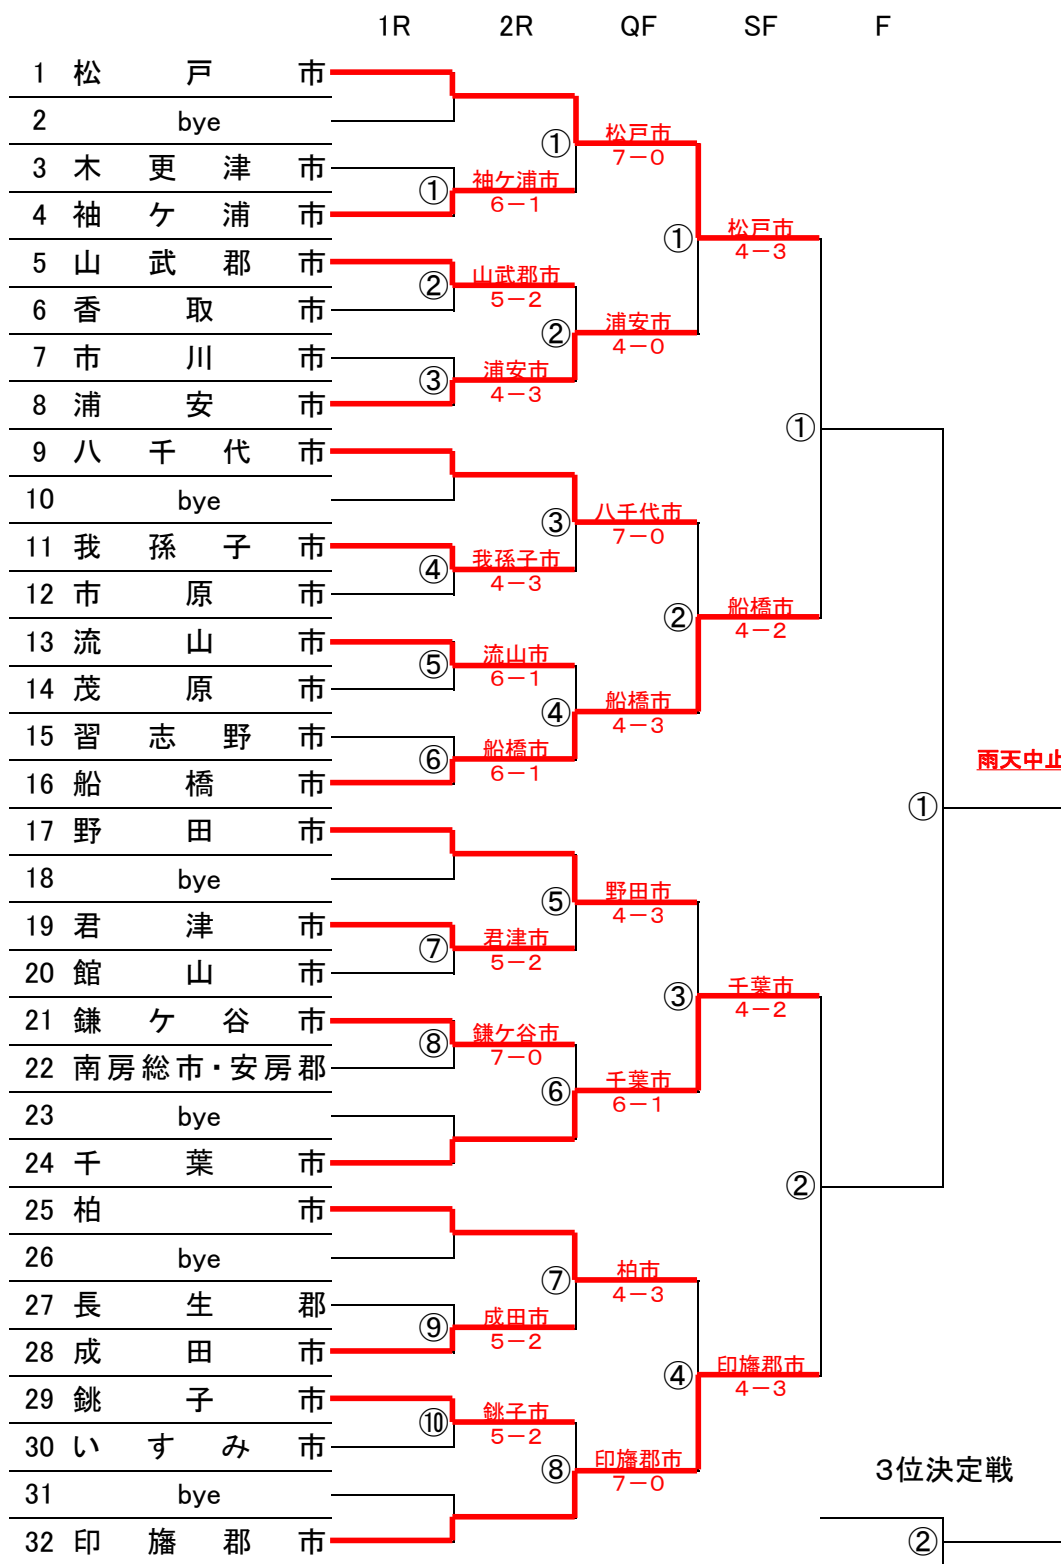 1R 2R QF SF F
1 松戸市
2 bye
① 松戸市
7－0
3 木更津市
① 袖ケ浦市
6－1
4 袖ケ浦市
① 松戸市
4－3
5 山武郡市
② 山武郡市
5－2
6 香取市
② 浦安市
4－0
7 市川市
③ 浦安市
4－3
8 浦安市
①
9 八千代市
10 bye
③ 八千代市
7－0
11 我孫子市
④ 我孫子市
4－3
12 市原市
② 船橋市
4－2
13 流山市
⑤ 流山市
6－1
14 茂原市
④ 船橋市
4－3
15 習志野市
⑥ 船橋市
6－1
16 船橋市
雨天中止
①
17 野田市
18 bye
⑤ 野田市
4－3
19 君津市
⑦ 君津市
5－2
20 館山市
③ 千葉市
4－2
21 鎌ケ谷市
⑧ 鎌ケ谷市
7－0
22 南房総市・安房郡
⑥ 千葉市
6－1
23 bye
24 千葉市
②
25 柏市
26 bye
⑦ 柏市
4－3
27 長生郡
⑨ 成田市
5－2
28 成田市
④ 印旛郡市
4－3
29 銚子市
⑩ 銚子市
5－2
30 いすみ市
⑧ 印旛郡市
7－0
3位決定戦
31 bye
32 印旛郡市
②